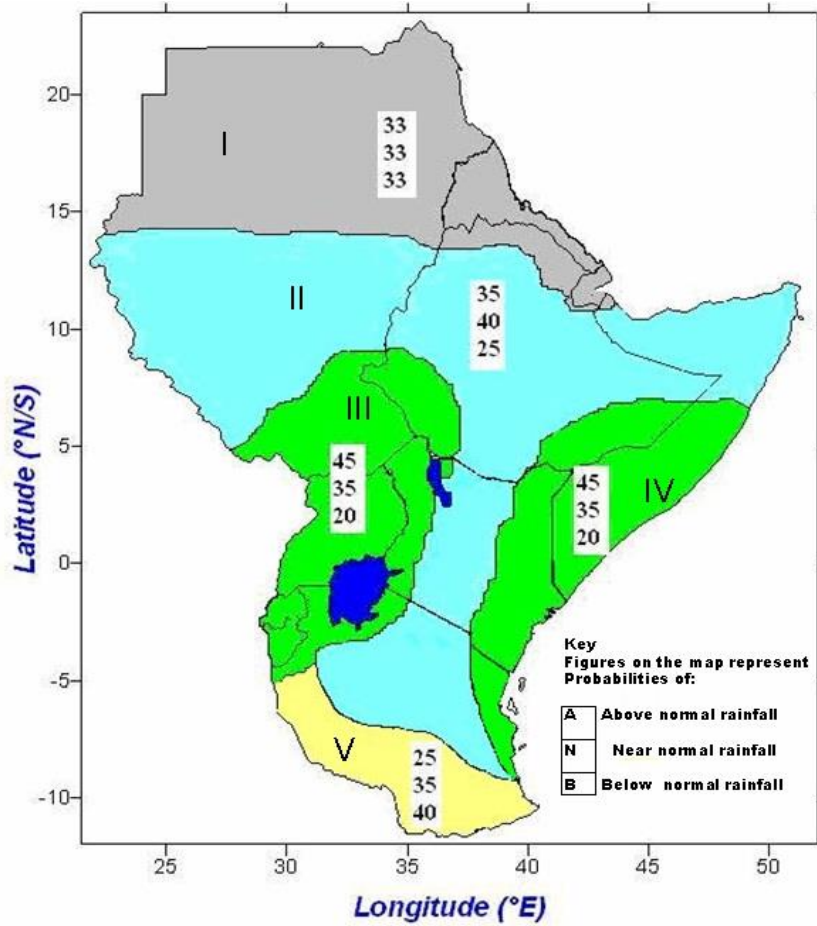 20
15
10
5
0
-5
-10
Latitude (°N/S)
I
33
33
33
II
35
40
25
III
45
35
20
IV
45
35
20
V
25
35
40
Key
Figures on the map represent
Probabilities of:
A Above normal rainfall
N Near normal rainfall
B Below normal rainfall
25 30 35 40 45 50
Longitude (°E)